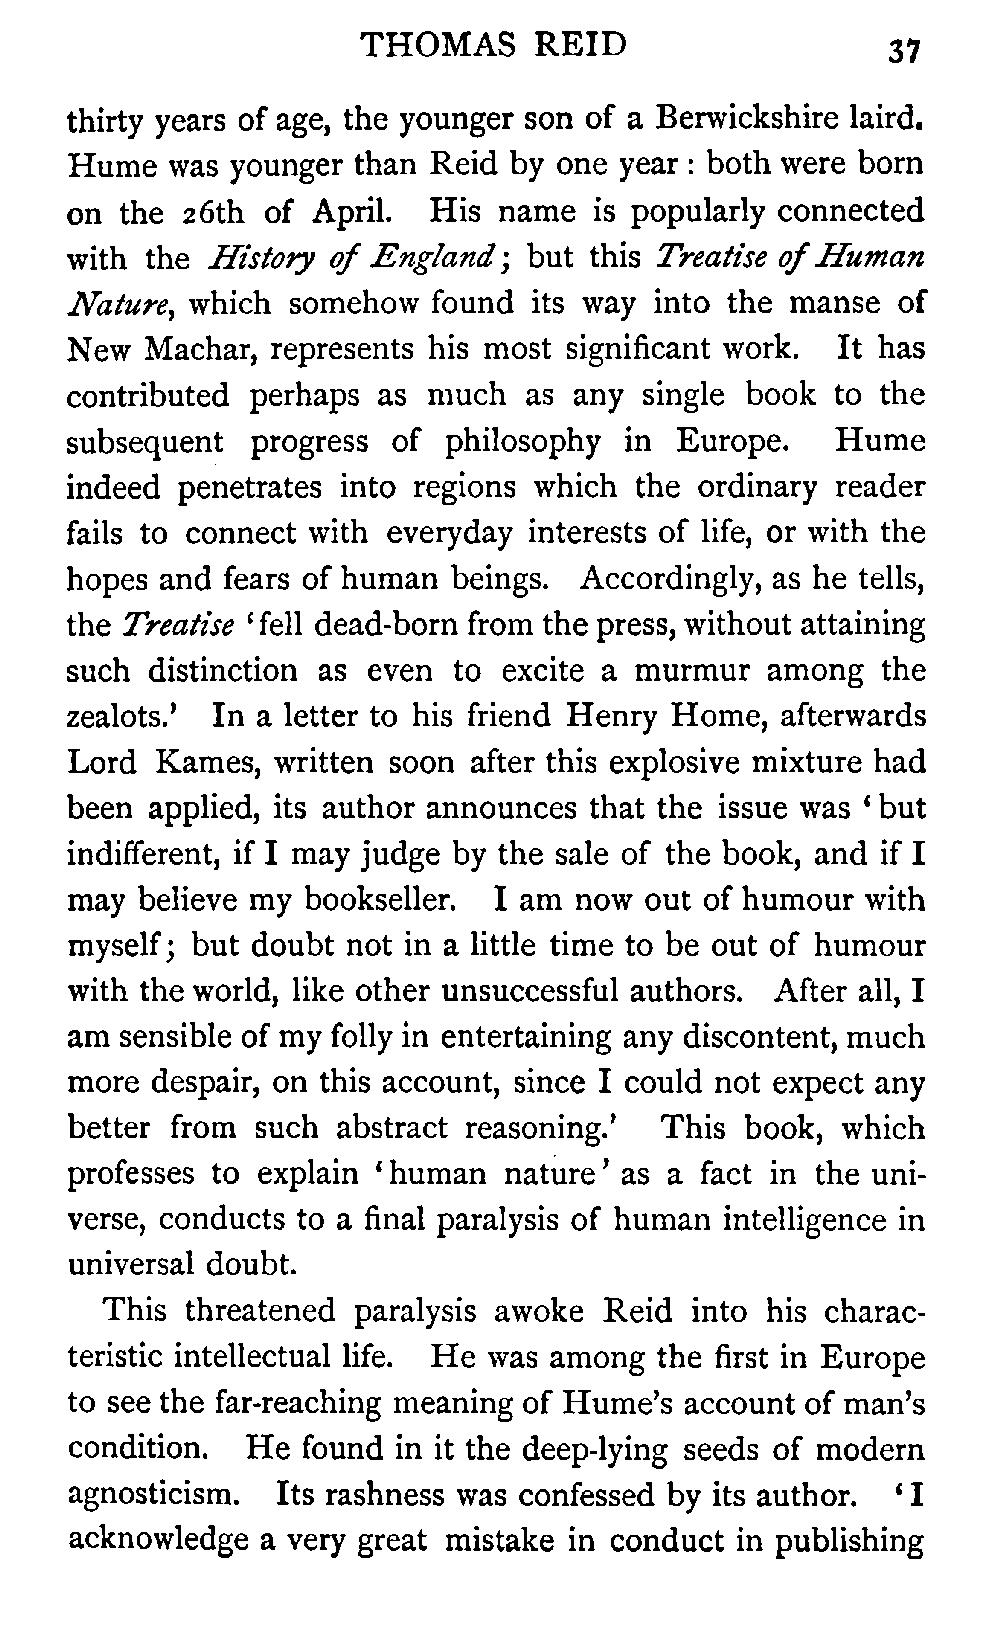 THOMAS REID 37
thirty years of age, the younger son of a Berwickshire laird.
Hume was younger than Reid by one year : both were born
on the 26th of April. His name is popularly connected
with the History of England ; but this Treatise of Human
Nature, which somehow found its way into the manse of
New Machar, represents his most significant work. It has
contributed perhaps as much as any single book to the
subsequent progress of philosophy in Europe. Hume
indeed penetrates into regions which the ordinary reader
fails to connect with everyday interests of life, or with the
hopes and fears of human beings. Accordingly, as he tells,
the Treatise ‘ fell dead-born from the press, without attaining
such distinction as even to excite a murmur among the
zealots.’ In a letter to his friend Henry Home, afterwards
Lord Kames, written soon after this explosive mixture had
been applied, its author announces that the issue was ‘ but
indifferent, if I may judge by the sale of the book, and if I
may believe my bookseller. I am now out of humour with
myself ; but doubt not in a little time to be out of humour
with the world, like other unsuccessful authors. After all, I
am sensible of my folly in entertaining any discontent, much
more despair, on this account, since I could not expect any
better from such abstract reasoning.’ This book, which
professes to explain ‘ human nature ’ as a fact in the uni-
verse, conducts to a final paralysis of human intelligence in
universal doubt.
This threatened paralysis awoke Reid into his charac-
teristic intellectual life. He was among the first in Europe
to see the far-reaching meaning of Hume’s account of man’s
condition. He found in it the deep-lying seeds of modern
agnosticism. Its rashness was confessed by its author. ‘ I
acknowledge a very great mistake in conduct in publishing